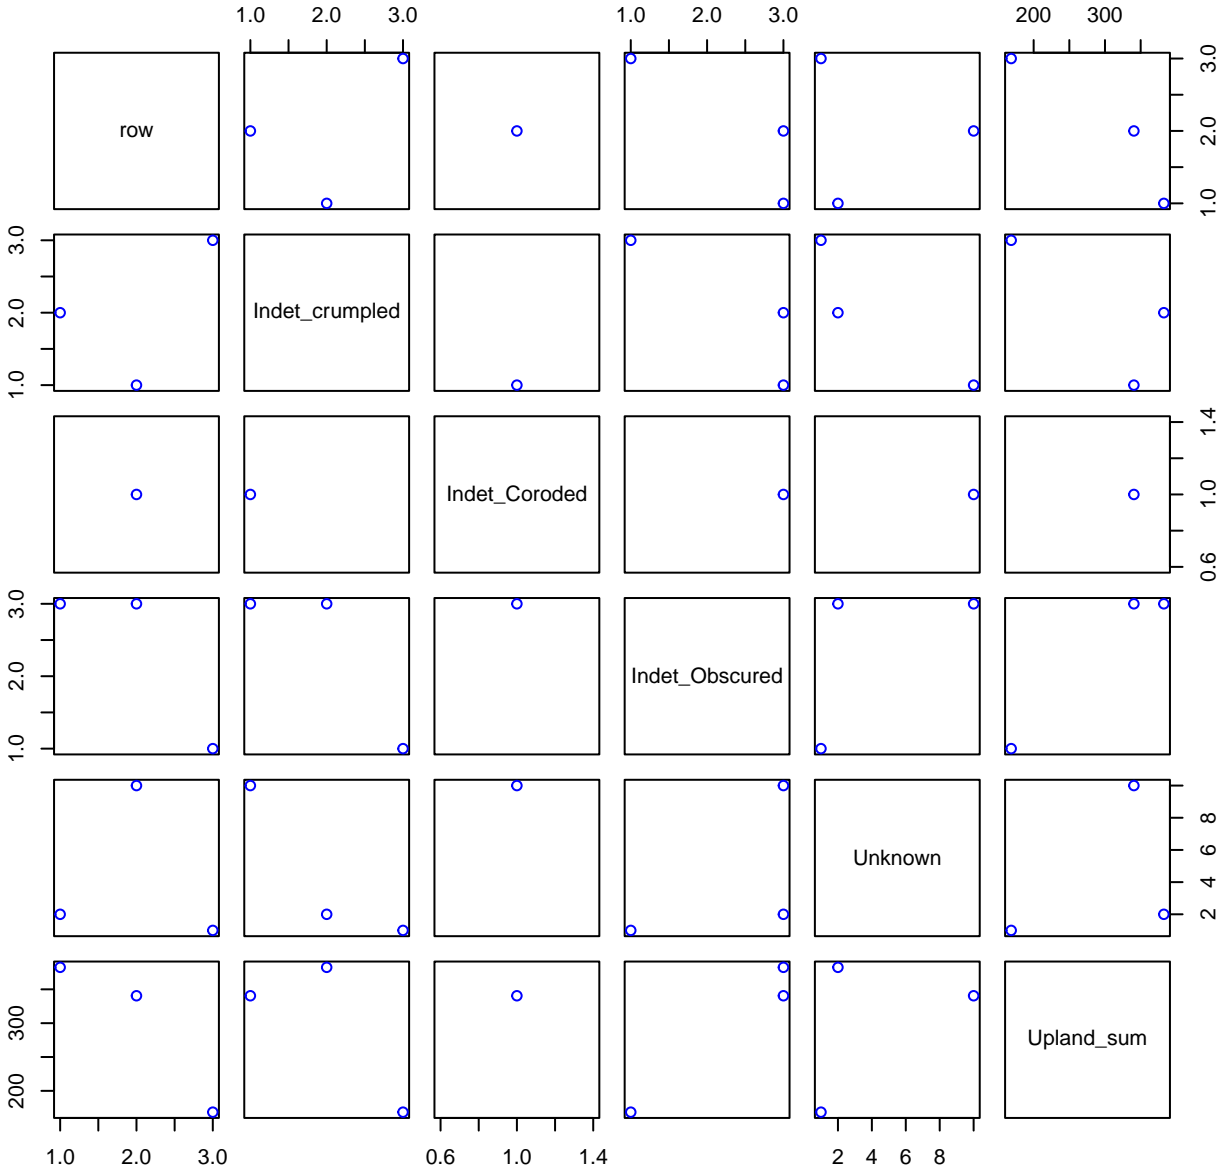 1.0 2.0 3.0 1.0 2.0 3.0 200 300
row 1.0 2.0 3.0
1.0 2.0 3.0 Indet_crumpled
Indet_Coroded 0.6 1.0 1.4
1.0 2.0 3.0 Indet_Obscured
Unknown 2 4 6 8
200 300 Upland_sum
1.0 2.0 3.0 0.6 1.0 1.4 2 4 6 8